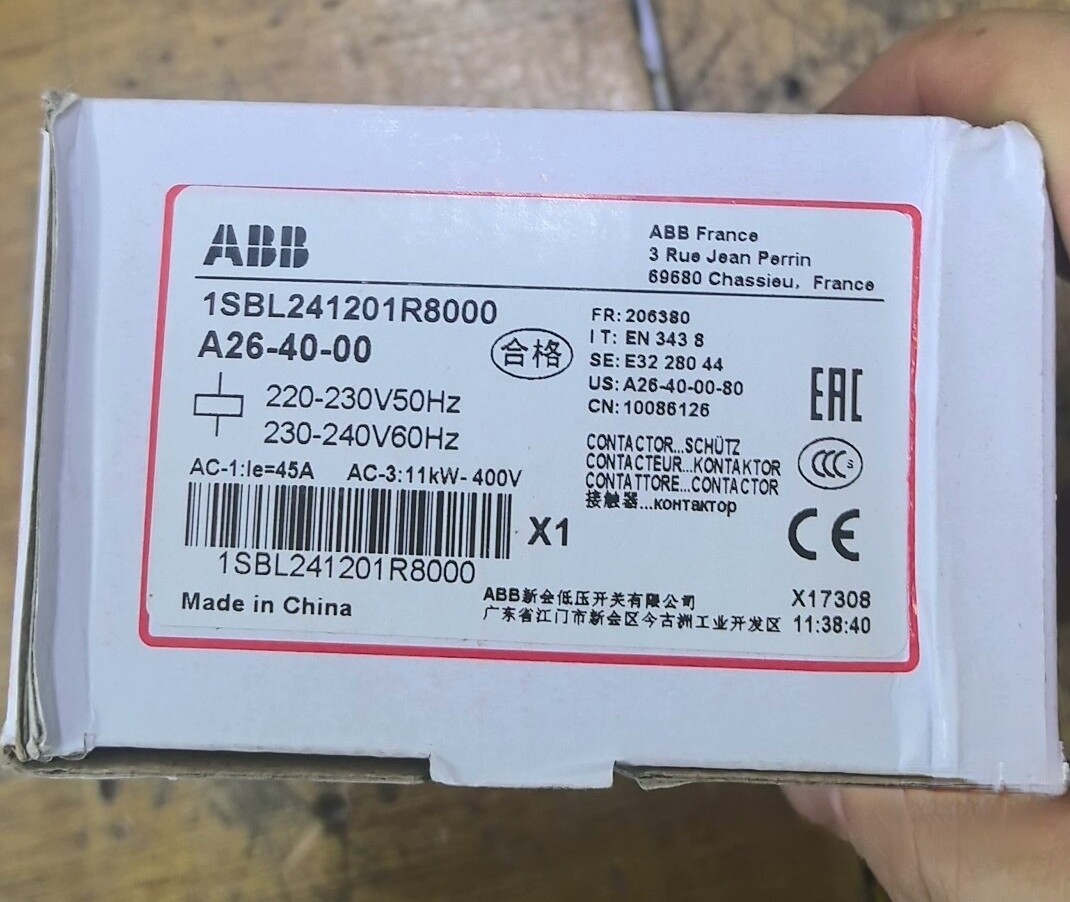 ABB
ABB France
3 Rue Jean Perrin
69680 Chassieu, France
1SBL241201R8000
A26-40-00
合格
220-230V50Hz
230-240V60Hz
AC-1:Ie=45A AC-3:11kW-400V
FR: 206380
IT: EN 343 8
SE: E32 280 44
US: A26-40-00-80
CN: 10086126
EAC
CONTACTOR...SCHÜTZ
CONTACTEUR...KONTAKTOR
CONTATTORE...CONTACTOR
接触器...контактор
CCC S
CE
X1
1SBL241201R8000
Made in China
ABB新会低压开关有限公司
广东省江门市新会区今古洲工业开发区
X17308
11:38:40